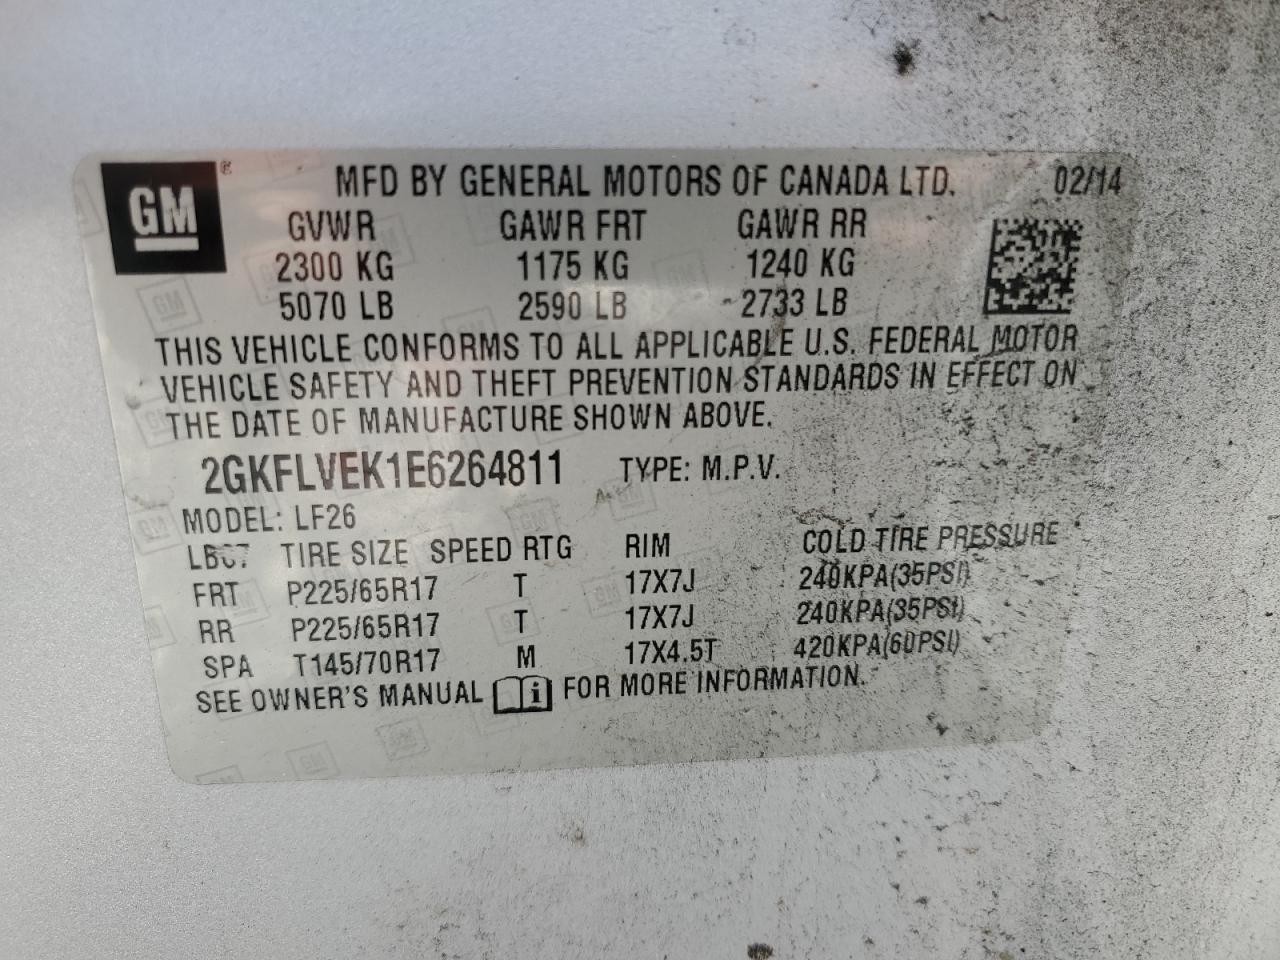 GM ® MFD BY GENERAL MOTORS OF CANADA LTD. 02/14
GVWR GAWR FRT GAWR RR
2300 KG 1175 KG 1240 KG
5070 LB 2590 LB 2733 LB
THIS VEHICLE CONFORMS TO ALL APPLICABLE U.S. FEDERAL MOTOR
VEHICLE SAFETY AND THEFT PREVENTION STANDARDS IN EFFECT ON
THE DATE OF MANUFACTURE SHOWN ABOVE.
2GKFLVEK1E6264811 TYPE: M.P.V.
MODEL: LF26
TIRE SIZE SPEED RTG RIM COLD TIRE PRESSURE
FRT P225/65R17 T 17X7J 240KPA(35PSI)
RR P225/65R17 T 17X7J 240KPA(35PSI)
SPA T145/70R17 M 17X4.5T 420KPA(60PSI)
SEE OWNER'S MANUAL i FOR MORE INFORMATION.